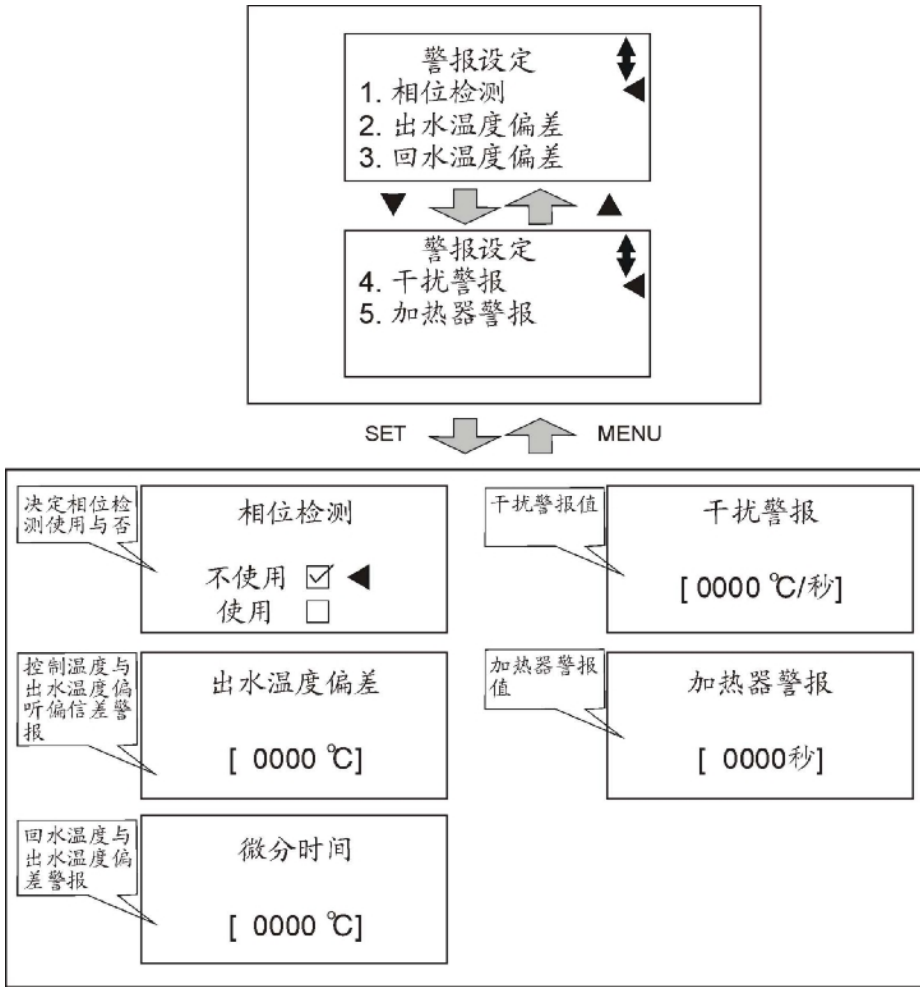 警报设定
1. 相位检测
2. 出水温度偏差
3. 回水温度偏差
警报设定
4. 干扰警报
5. 加热器警报
SET
MENU
决定相位检
测使用与否
相位检测
不使用
使用
控制温度与
出水温度偏
听偏信差警
报
出水温度偏差
[ 0000 ℃]
回水温度与
出水温度偏
差警报
微分时间
[ 0000 ℃]
干扰警报值
干扰警报
[ 0000 ℃/秒]
加热器警报
值
加热器警报
[ 0000秒]